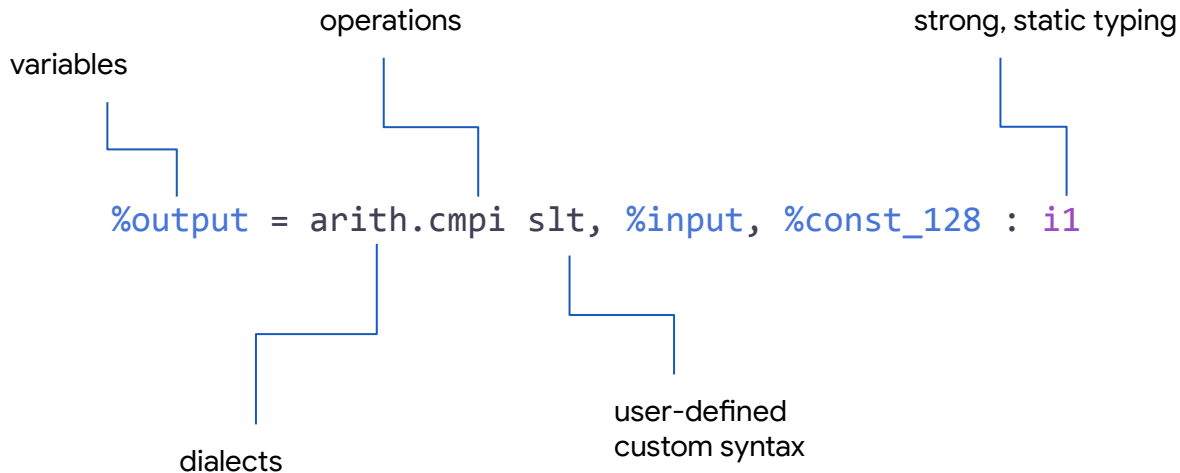 operations
strong, static typing
variables
%output = arith.cmpi slt, %input, %const_128 : i1
user-defined
custom syntax
dialects